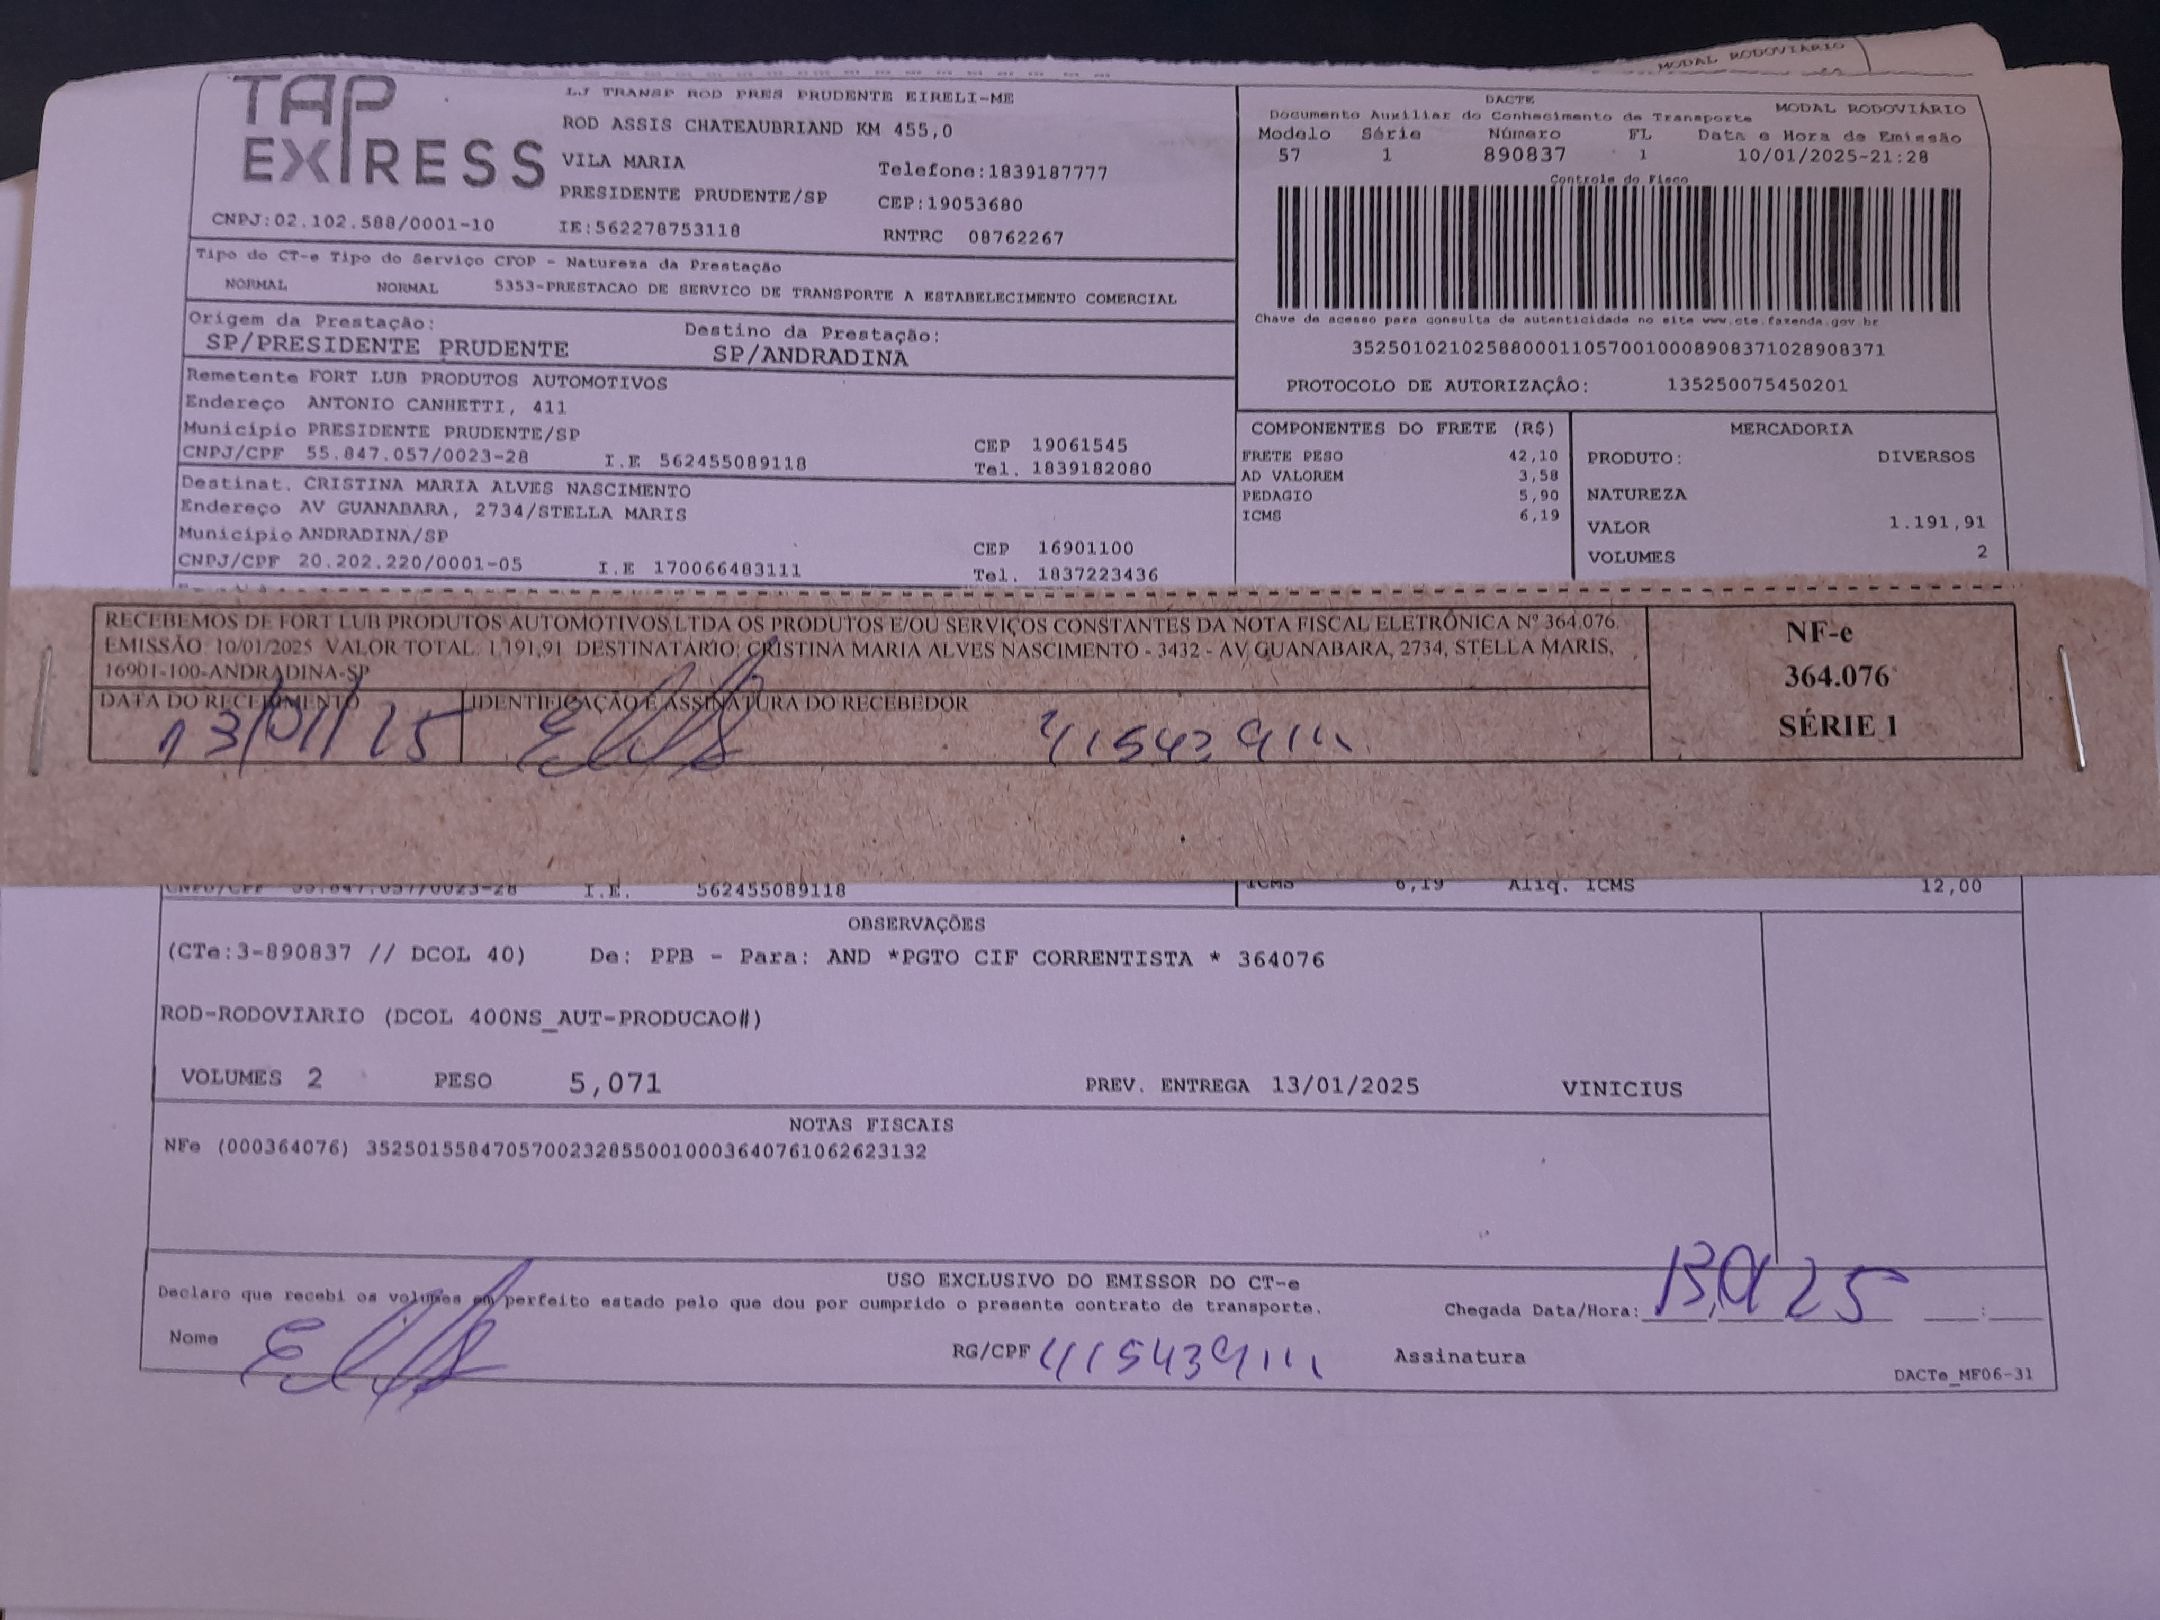 MODAL RODOVIÁRIO
TAP EXPRESS
LJ TRANSP ROD PRES PRUDENTE EIRELI-ME
ROD ASSIS CHATEAUBRIAND KM 455,0
VILA MARIA Telefone:1839187777
PRESIDENTE PRUDENTE/SP CEP:19053680
CNPJ:02.102.588/0001-10 IE:562278753118 RNTRC 08762267
DACTE
Documento Auxiliar do Conhecimento de Transporte MODAL RODOVIÁRIO
Modelo Série Número FL Data e Hora de Emissão
57 1 890837 1 10/01/2025-21:28
Controle do Fisco
Chave de acesso para consulta de autenticidade no site www.cte.fazenda.gov.br
35250102102588000110570010008908371028908371
PROTOCOLO DE AUTORIZAÇÃO: 135250075450201
Tipo do CT-e Tipo do Serviço CFOP - Natureza da Prestação
NORMAL NORMAL 5353-PRESTACAO DE SERVICO DE TRANSPORTE A ESTABELECIMENTO COMERCIAL
Origem da Prestação: Destino da Prestação:
SP/PRESIDENTE PRUDENTE SP/ANDRADINA
Remetente FORT LUB PRODUTOS AUTOMOTIVOS
Endereço ANTONIO CANHETTI, 411
Município PRESIDENTE PRUDENTE/SP CEP 19061545
CNPJ/CPF 55.847.057/0023-28 I.E 562455089118 Tel. 1839182080
Destinat. CRISTINA MARIA ALVES NASCIMENTO
Endereço AV GUANABARA, 2734/STELLA MARIS
Município ANDRADINA/SP CEP 16901100
CNPJ/CPF 20.202.220/0001-05 I.E 170066483111 Tel. 1837223436
COMPONENTES DO FRETE (R$)
FRETE PESO 42,10
AD VALOREM 3,58
PEDAGIO 5,90
ICMS 6,19
MERCADORIA
PRODUTO: DIVERSOS
NATUREZA
VALOR 1.191,91
VOLUMES 2
RECEBEMOS DE FORT LUB PRODUTOS AUTOMOTIVOS LTDA OS PRODUTOS E/OU SERVIÇOS CONSTANTES DA NOTA FISCAL ELETRÔNICA Nº 364.076.
EMISSÃO: 10/01/2025 VALOR TOTAL: 1.191,91 DESTINATÁRIO: CRISTINA MARIA ALVES NASCIMENTO - 3432 - AV GUANABARA, 2734, STELLA MARIS,
16901-100-ANDRADINA-SP
DATA DO RECEBIMENTO IDENTIFICAÇÃO E ASSINATURA DO RECEBEDOR
13/01/25
NF-e
364.076
SÉRIE 1
CNPJ/CPF 55.847.057/0023-28 I.E. 562455089118 ICMS 6,19 Aliq. ICMS 12,00
OBSERVAÇÕES
(CTe:3-890837 // DCOL 40) De: PPB - Para: AND *PGTO CIF CORRENTISTA * 364076
ROD-RODOVIARIO (DCOL 400NS_AUT-PRODUCAO#)
VOLUMES 2 PESO 5,071 PREV. ENTREGA 13/01/2025 VINICIUS
NOTAS FISCAIS
NFe (000364076) 35250155847057002328550010003640761062623132
USO EXCLUSIVO DO EMISSOR DO CT-e
Declaro que recebi os volumes em perfeito estado pelo que dou por cumprido o presente contrato de transporte. Chegada Data/Hora: 13 01 25 :
Nome RG/CPF Assinatura
DACTe_MF06-31